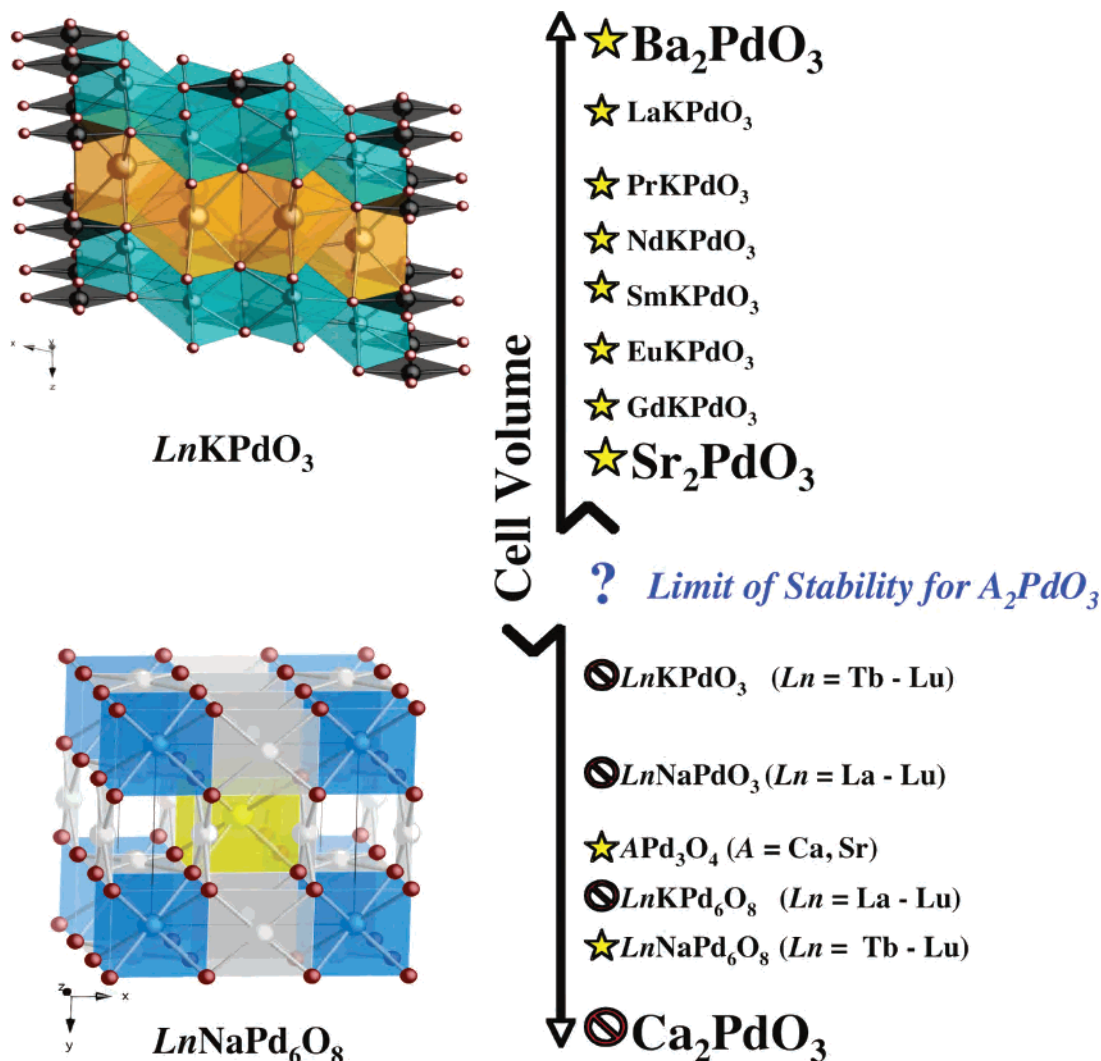 Ba₂PdO₃
LaKPdO₃
PrKPdO₃
NdKPdO₃
SmKPdO₃
EuKPdO₃
GdKPdO₃
Sr₂PdO₃
x y
z
LnKPdO₃
Cell Volume
? Limit of Stability for A₂PdO₃
LnKPdO₃ (Ln = Tb - Lu)
LnNaPdO₃ (Ln = La - Lu)
APd₃O₄ (A = Ca, Sr)
LnKPd₆O₈ (Ln = La - Lu)
LnNaPd₆O₈ (Ln = Tb - Lu)
Ca₂PdO₃
z x
y
LnNaPd₆O₈